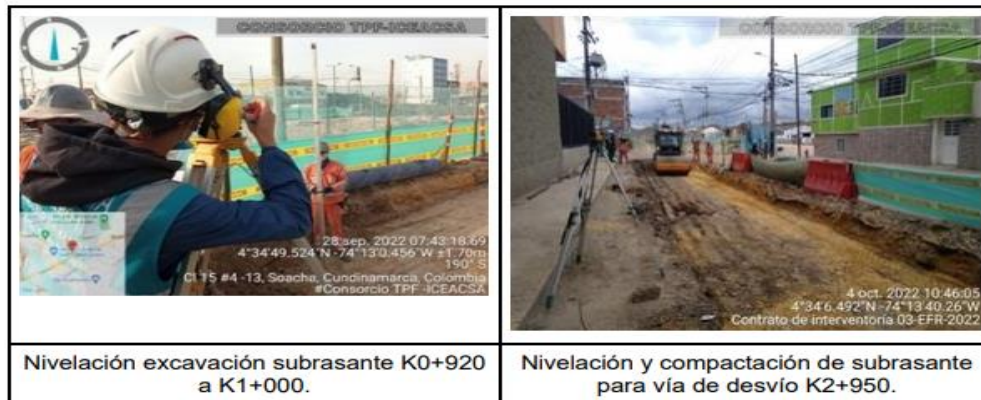 CONSORCIO TPF-ICEACSA
28 sep. 2022 07:43:18.69
4°34'49.524"N -74°13'0.456"W ±1.70m
190° S
Cl 15 #4 -13, Soacha, Cundinamarca, Colombia
#Consorcio TPF -ICEACSA
CONSORCIO TPF-ICEACSA
4 oct. 2022 10:46:05
4°34'6.492"N -74°13'40.26"W
Contrato de interventoría 03-EFR-2022
Nivelación excavación subrasante K0+920
a K1+000.
Nivelación y compactación de subrasante
para vía de desvío K2+950.